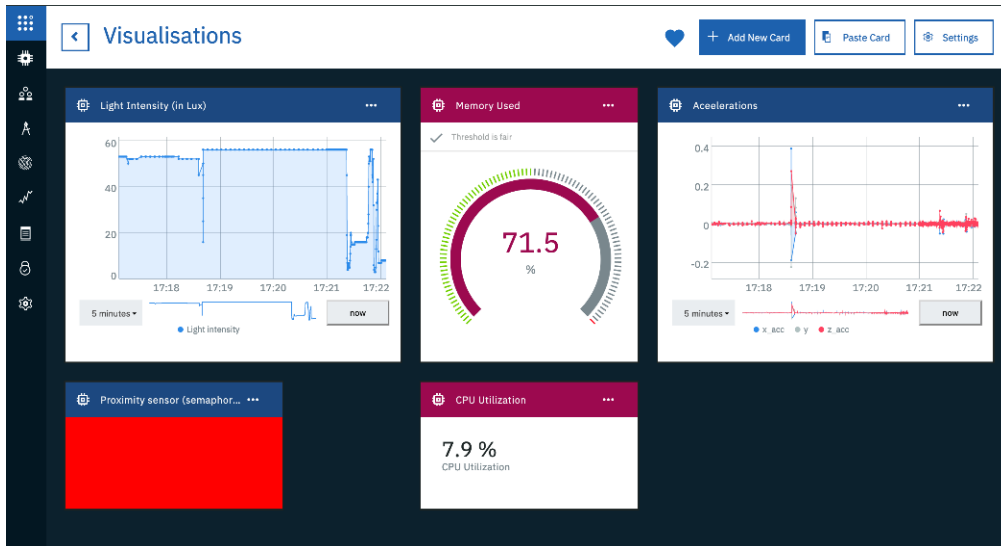 Visualisations
+ Add New Card
Paste Card
Settings
Light Intensity (in Lux)
60
40
20
0
17:18 17:19 17:20 17:21 17:22
5 minutes
now
Light intensity
Memory Used
Threshold is fair
71.5
%
Aceelerations
0.4
0.2
0
-0.2
17:18 17:19 17:20 17:21 17:22
5 minutes
now
x_acc y z_acc
Proximity sensor (semaphor...
CPU Utilization
7.9 %
CPU Utilization